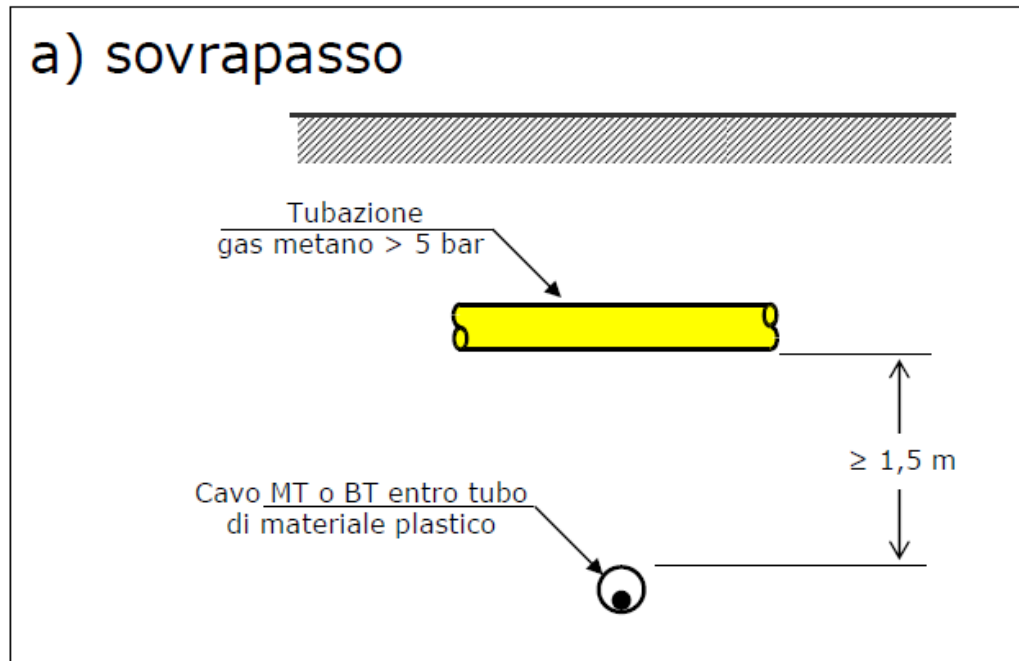 a) sovrapasso
Tubazione
gas metano > 5 bar
≥ 1,5 m
Cavo MT o BT entro tubo
di materiale plastico